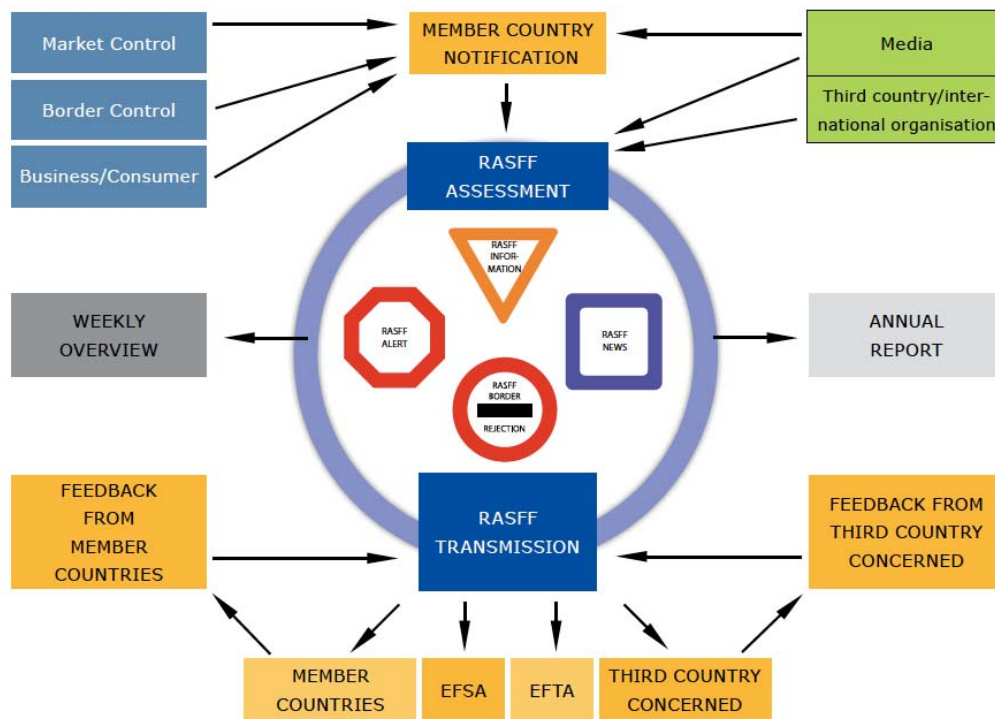 Market Control
MEMBER COUNTRY
NOTIFICATION
Media
Border Control
Third country/inter-
national organisation
Business/Consumer
RASFF
ASSESSMENT
RASFF
INFOR-
MATION
WEEKLY
OVERVIEW
RASFF
ALERT
RASFF
NEWS
ANNUAL
REPORT
RASFF
BORDER
REJECTION
FEEDBACK
FROM
MEMBER
COUNTRIES
RASFF
TRANSMISSION
FEEDBACK FROM
THIRD COUNTRY
CONCERNED
MEMBER
COUNTRIES
EFSA
EFTA
THIRD COUNTRY
CONCERNED